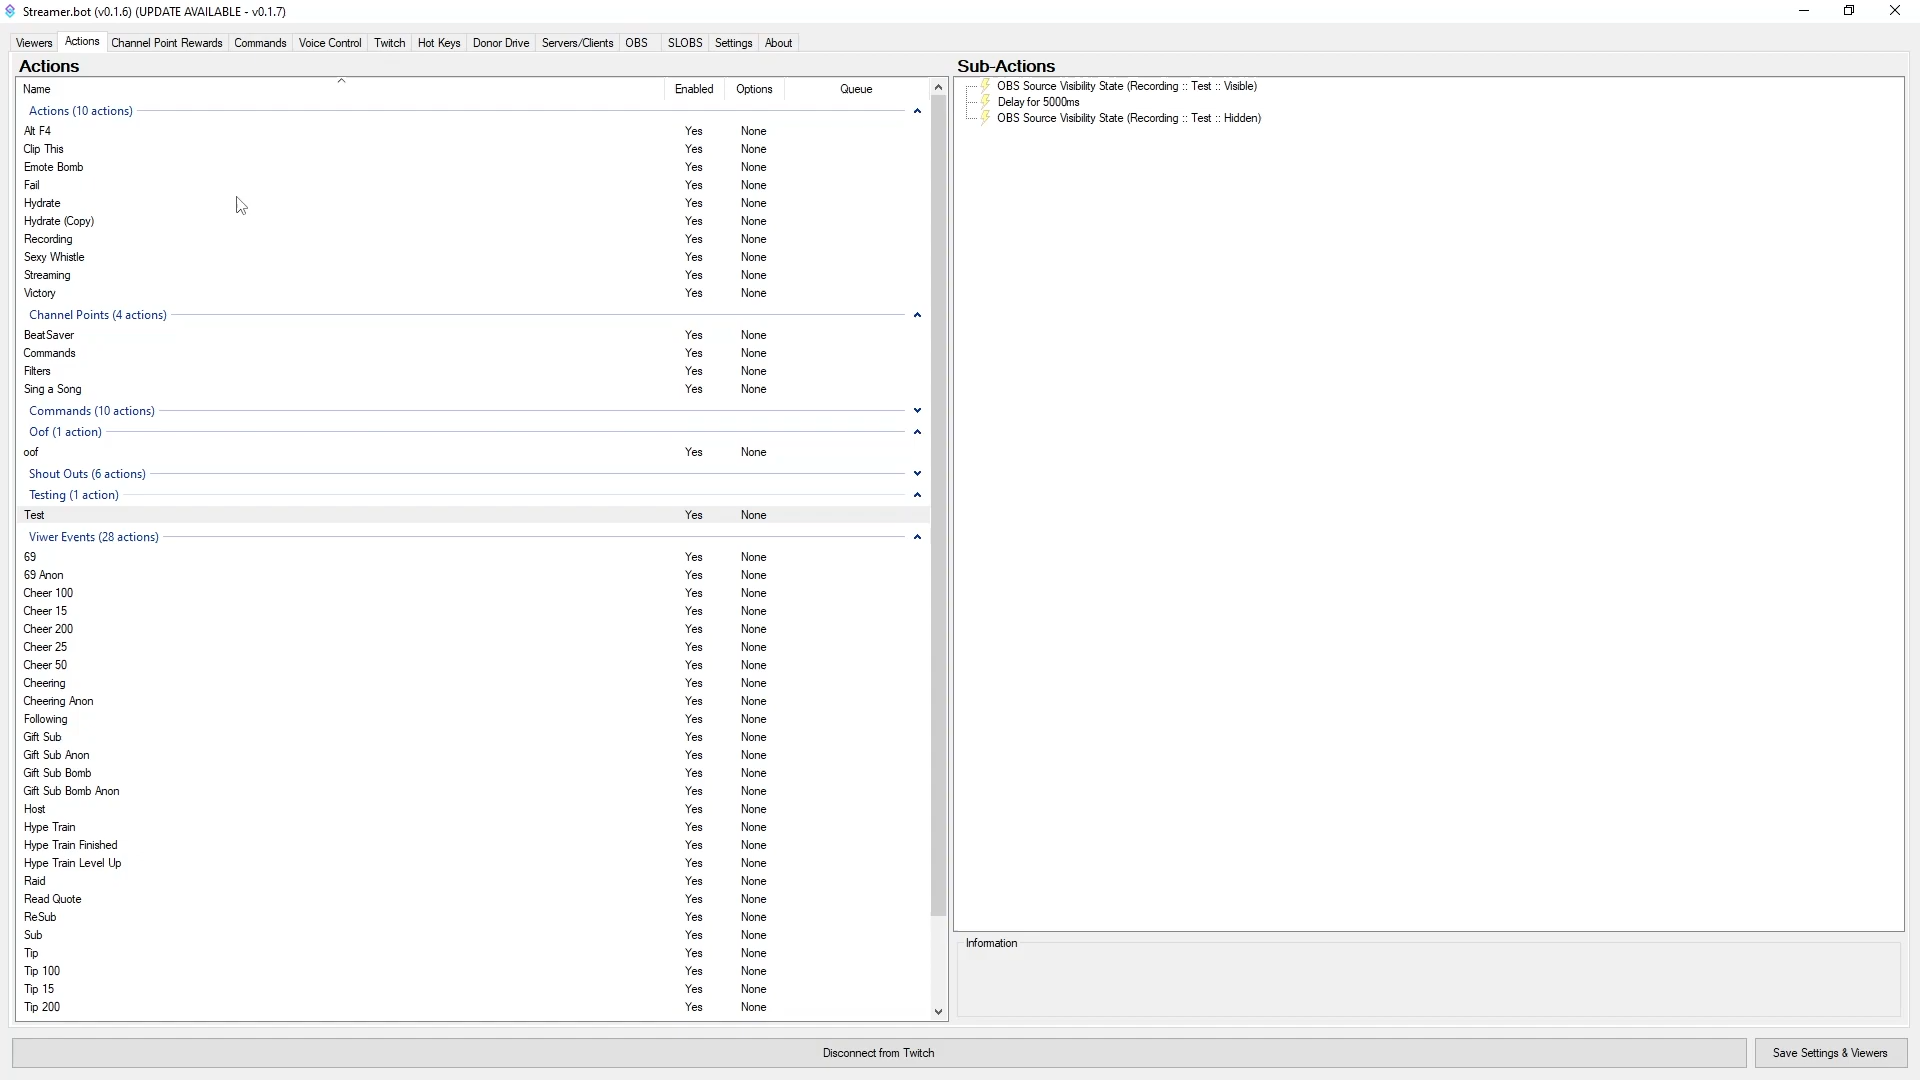 Streamer.bot (v0.1.6) (UPDATE AVAILABLE - v0.1.7)
Viewers Actions Channel Point Rewards Commands Voice Control Twitch Hot Keys Donor Drive Servers/Clients OBS SLOBS Settings About
Actions
Name Enabled Options Queue
Actions (10 actions)
Alt F4 Yes None
Clip This Yes None
Emote Bomb Yes None
Fail Yes None
Hydrate Yes None
Hydrate (Copy) Yes None
Recording Yes None
Sexy Whistle Yes None
Streaming Yes None
Victory Yes None
Channel Points (4 actions)
BeatSaver Yes None
Commands Yes None
Filters Yes None
Sing a Song Yes None
Commands (10 actions)
Oof (1 action)
oof Yes None
Shout Outs (6 actions)
Testing (1 action)
Test Yes None
Viwer Events (28 actions)
69 Yes None
69 Anon Yes None
Cheer 100 Yes None
Cheer 15 Yes None
Cheer 200 Yes None
Cheer 25 Yes None
Cheer 50 Yes None
Cheering Yes None
Cheering Anon Yes None
Following Yes None
Gift Sub Yes None
Gift Sub Anon Yes None
Gift Sub Bomb Yes None
Gift Sub Bomb Anon Yes None
Host Yes None
Hype Train Yes None
Hype Train Finished Yes None
Hype Train Level Up Yes None
Raid Yes None
Read Quote Yes None
ReSub Yes None
Sub Yes None
Tip Yes None
Tip 100 Yes None
Tip 15 Yes None
Tip 200 Yes None
Sub-Actions
OBS Source Visibility State (Recording :: Test :: Visible)
Delay for 5000ms
OBS Source Visibility State (Recording :: Test :: Hidden)
Information
Disconnect from Twitch
Save Settings & Viewers